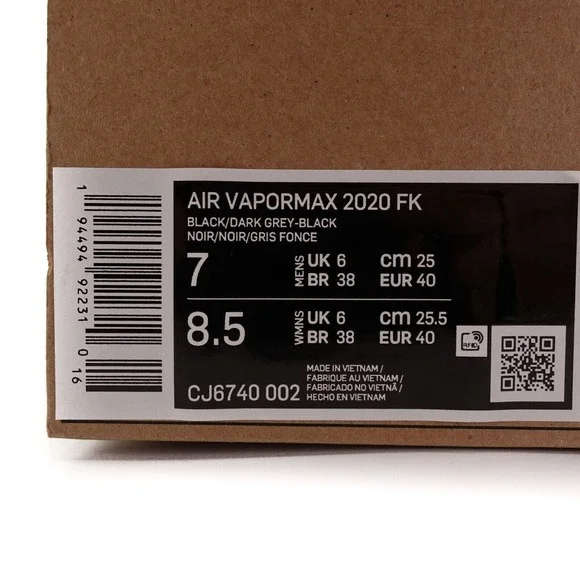 1 94494 92231 0 16
AIR VAPORMAX 2020 FK
BLACK/DARK GREY-BLACK
NOIR/NOIR/GRIS FONCE
7 MENS UK 6 cm 25
BR 38 EUR 40
8.5 WMNS UK 6 cm 25.5
BR 38 EUR 40
RFID
CJ6740 002
MADE IN VIETNAM /
FABRIQUE AU VIETNAM /
FABRICADO NO VIETNÃ /
HECHO EN VIETNAM